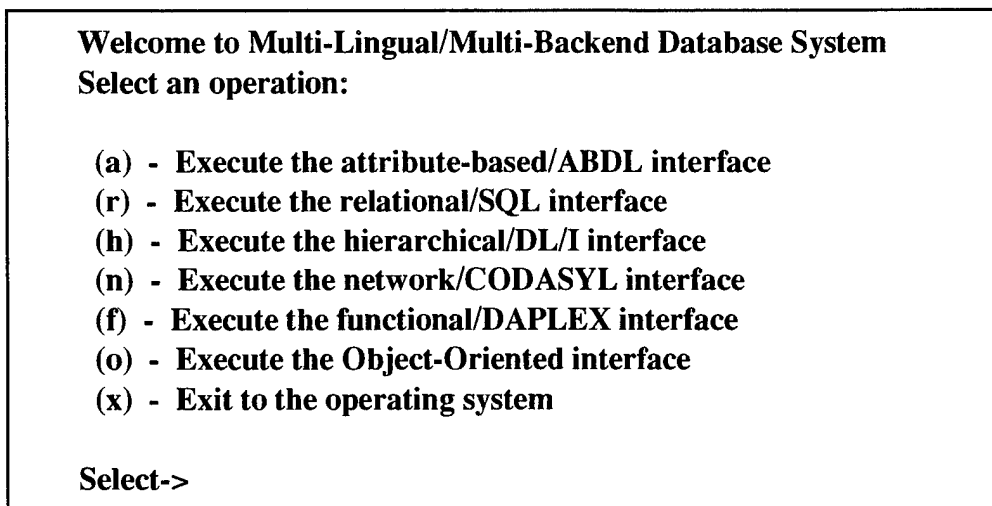 Welcome to Multi-Lingual/Multi-Backend Database System
Select an operation:
(a) - Execute the attribute-based/ABDL interface
(r) - Execute the relational/SQL interface
(h) - Execute the hierarchical/DL/I interface
(n) - Execute the network/CODASYL interface
(f) - Execute the functional/DAPLEX interface
(o) - Execute the Object-Oriented interface
(x) - Exit to the operating system
Select->